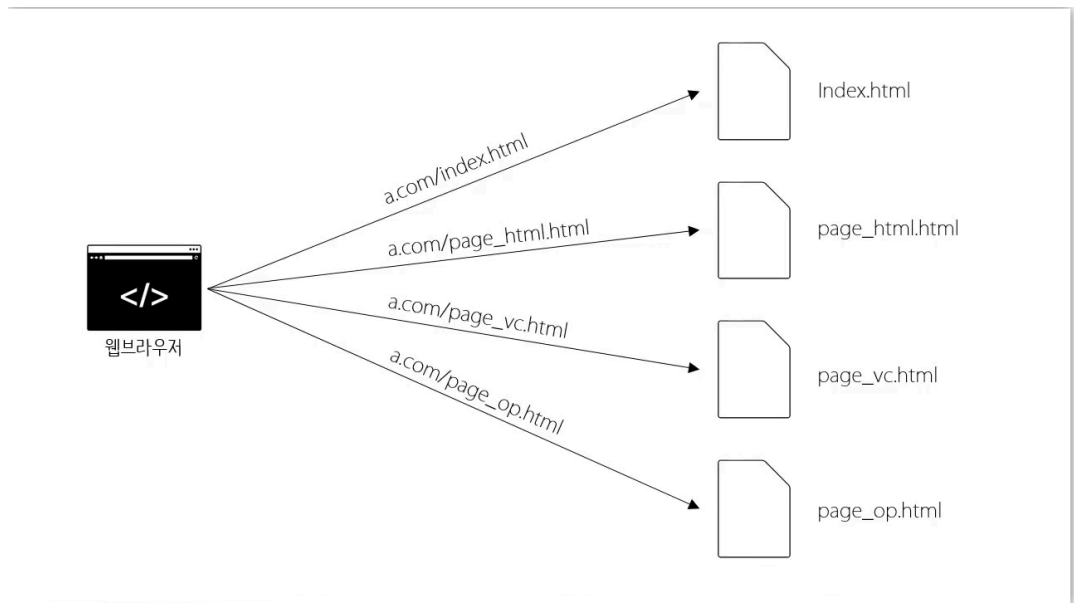 Index.html
a.com/index.html
page_html.html
a.com/page_html.html
</>
웹브라우저
a.com/page_vc.html
page_vc.html
a.com/page_op.html
page_op.html